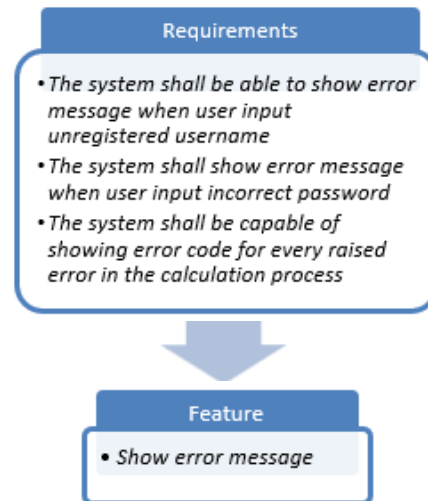 Requirements
• The system shall be able to show error
message when user input
unregistered username
• The system shall show error message
when user input incorrect password
• The system shall be capable of
showing error code for every raised
error in the calculation process
Feature
• Show error message